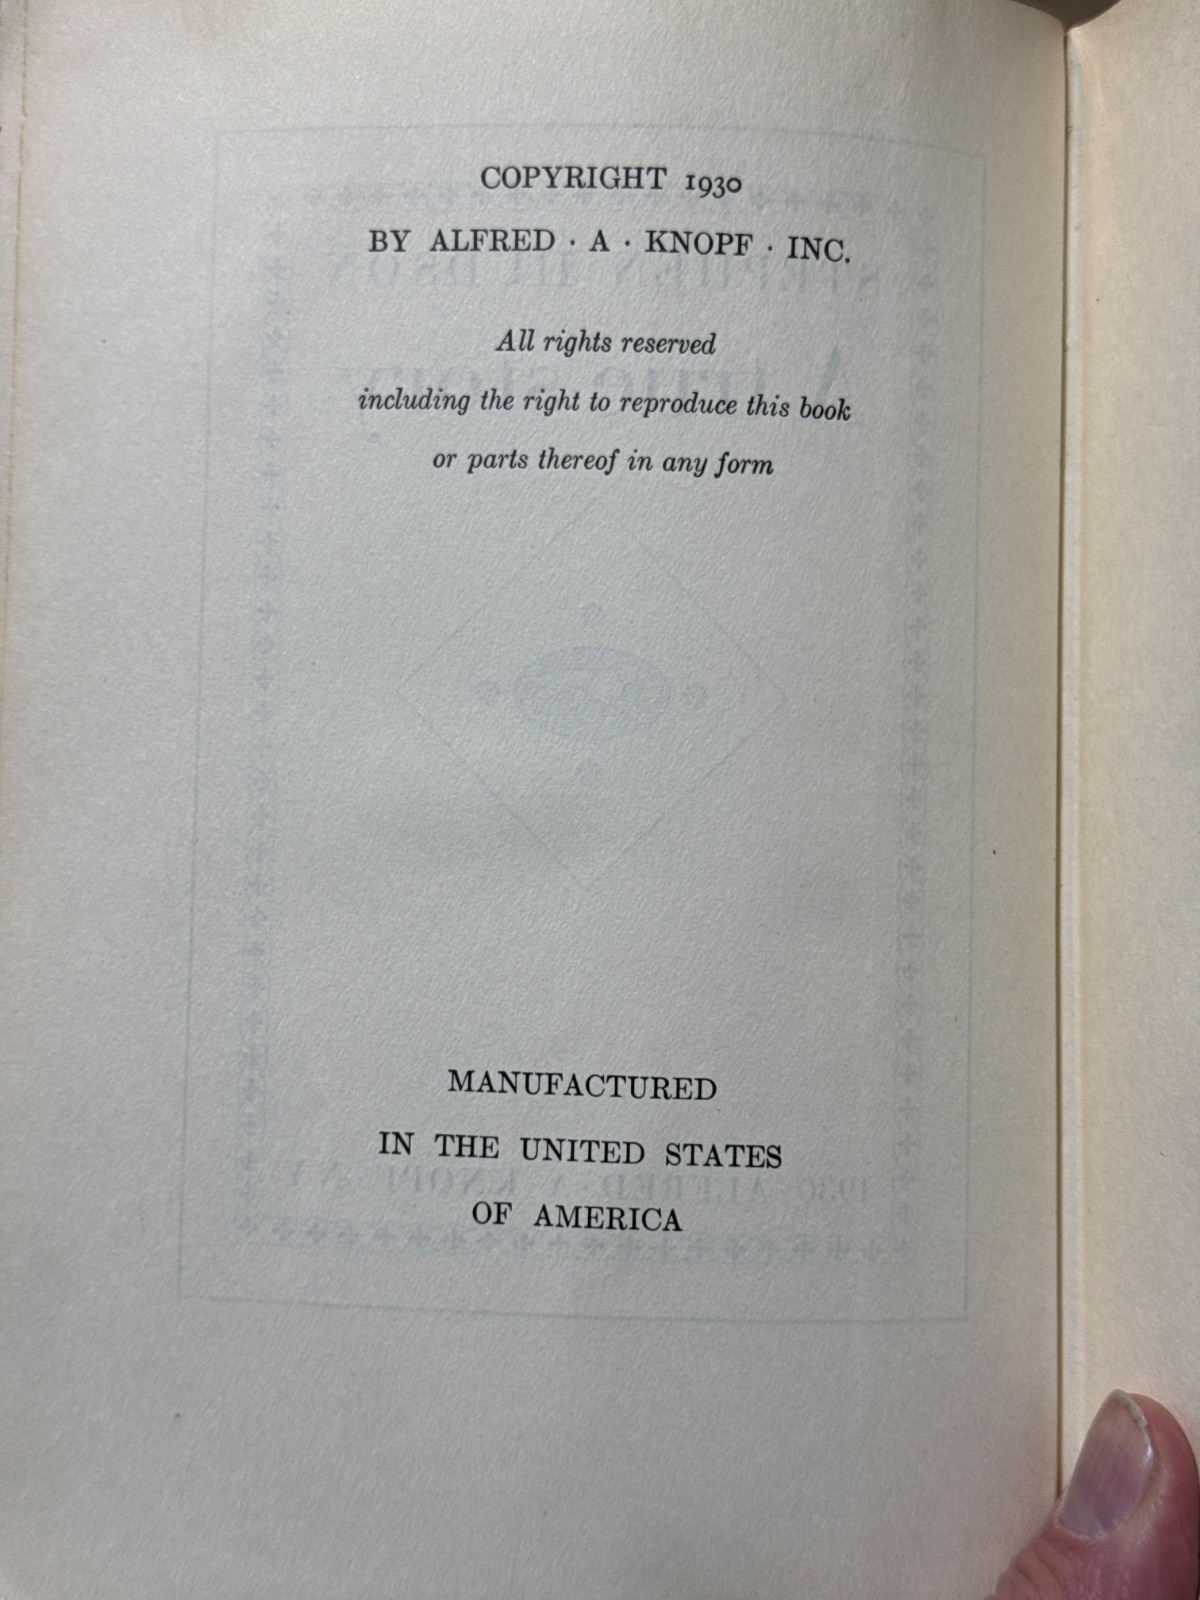 COPYRIGHT 1930
BY ALFRED · A · KNOPF · INC.
All rights reserved
including the right to reproduce this book
or parts thereof in any form
MANUFACTURED
IN THE UNITED STATES
OF AMERICA